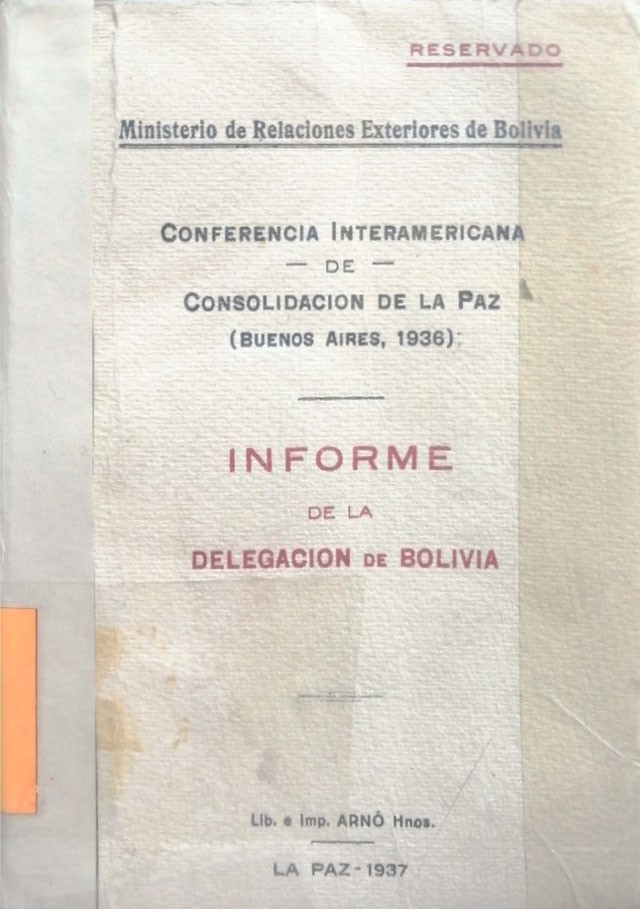 RESERVADO
Ministerio de Relaciones Exteriores de Bolivia
CONFERENCIA INTERAMERICANA
— DE —
CONSOLIDACION DE LA PAZ
(BUENOS AIRES, 1936):
INFORME
DE LA
DELEGACION DE BOLIVIA
Lib. e Imp. ARNÓ Hnos.
LA PAZ - 1937